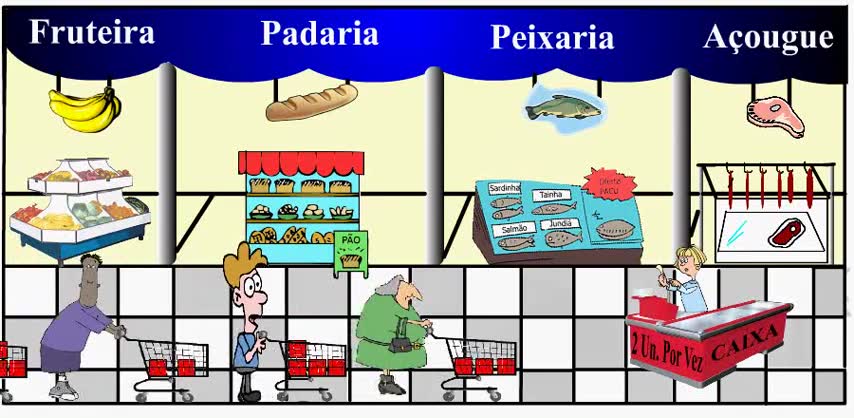 Fruteira
Padaria
Peixaria
Açougue
Sardinha
Tainha
Salmão
Jundiá
Oferta
PACU
PÃO
2 Un. Por Vez
CAIXA